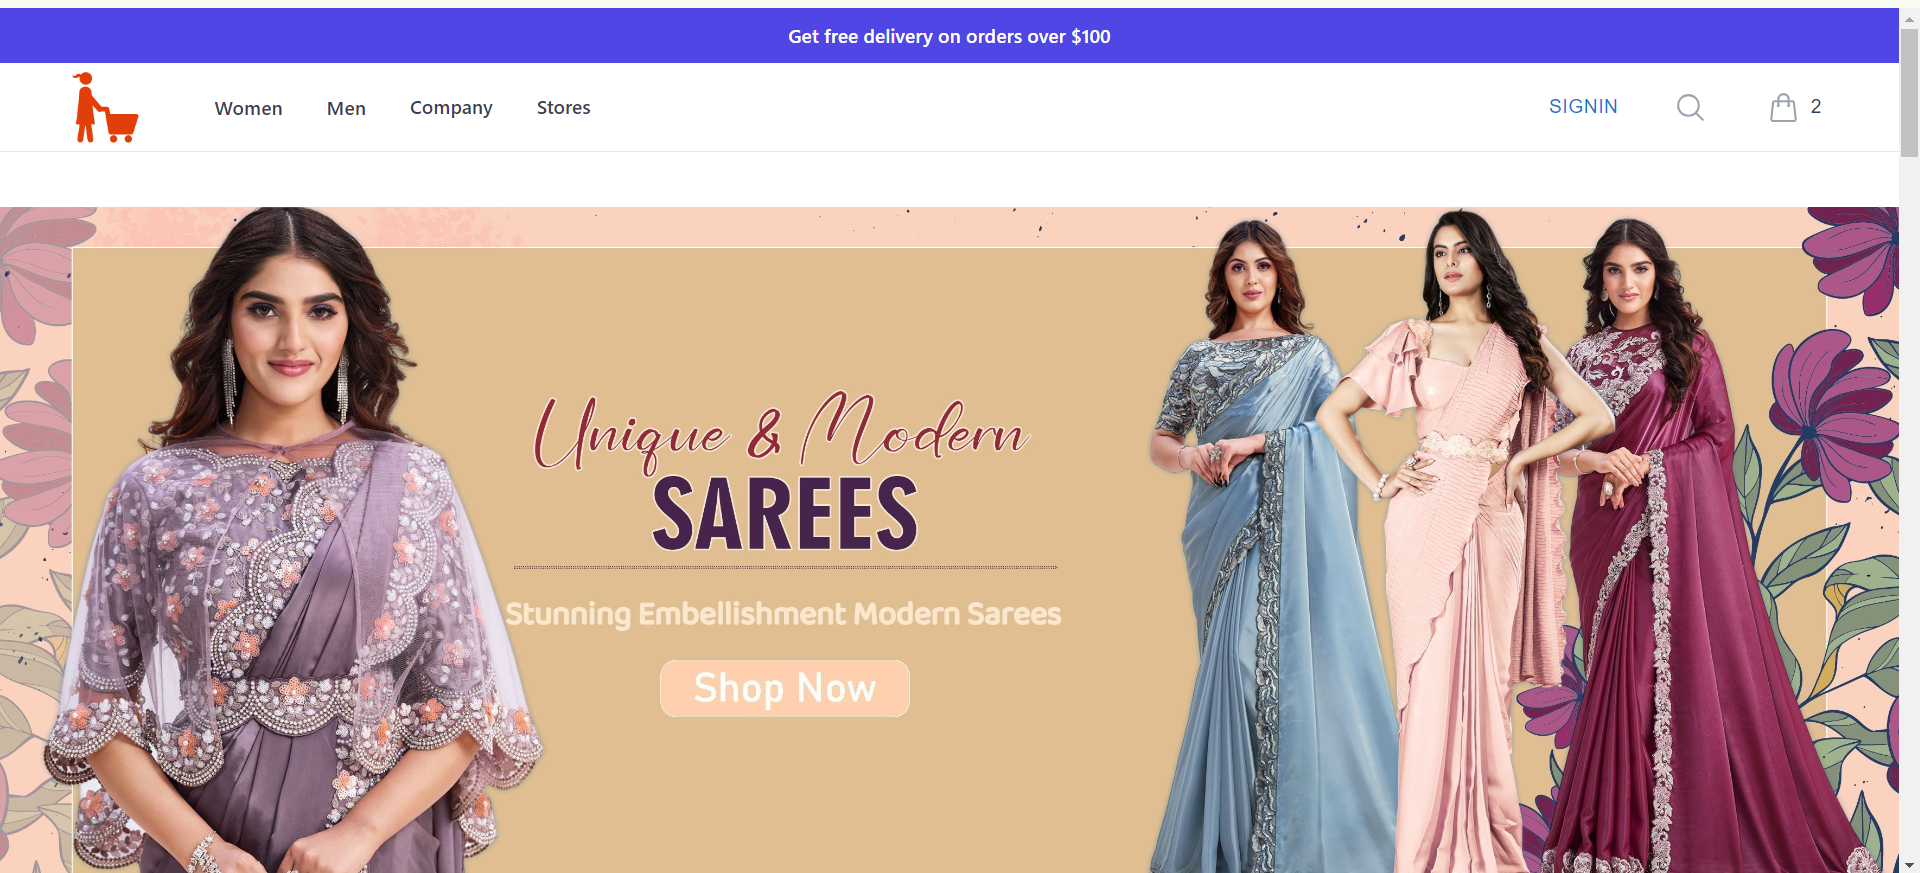 Get free delivery on orders over $100
Women Men Company Stores SIGNIN 2
Unique & Modern
SAREES
Stunning Embellishment Modern Sarees
Shop Now